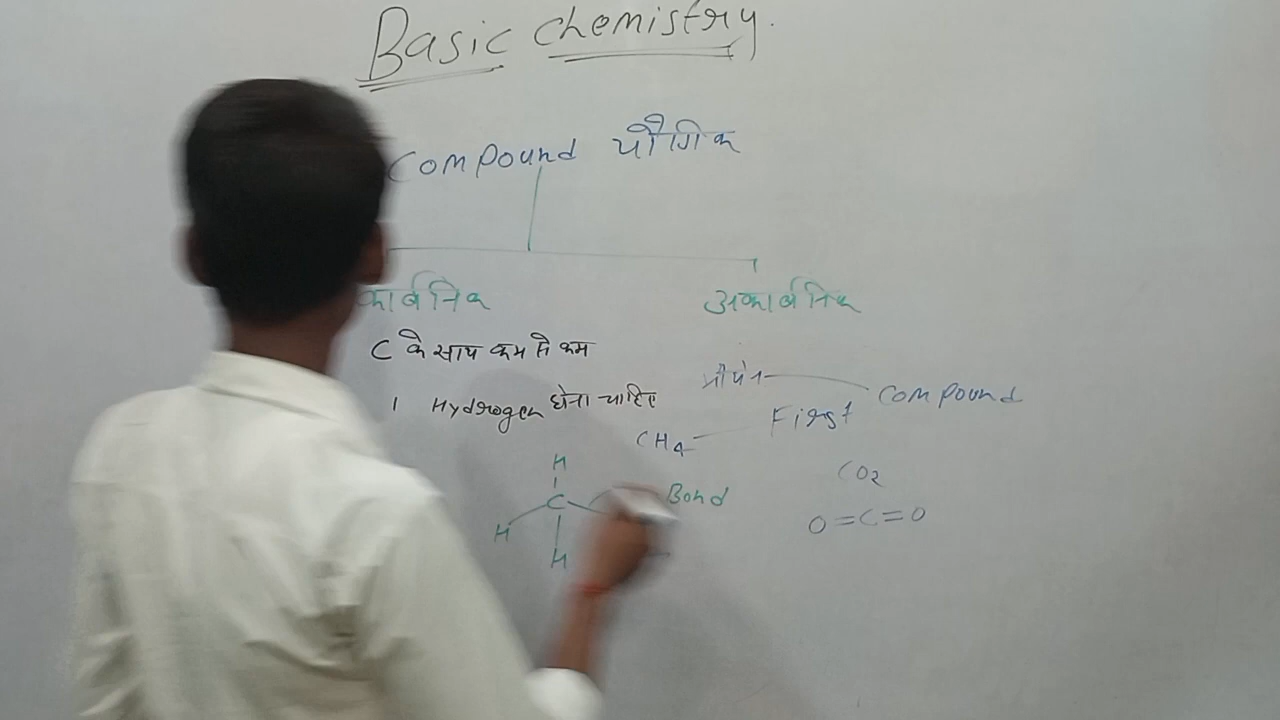 Basic chemistry.
Compound यौगिक
कार्बनिक अकार्बनिक
C के साथ कम से कम
1 Hydrogen होना चाहिए
Compound
First
CH4
CO2
H
C Bond
O=C=O
H
H